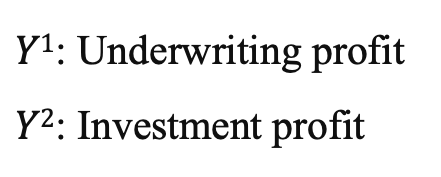 Y¹: Underwriting profit
Y²: Investment profit